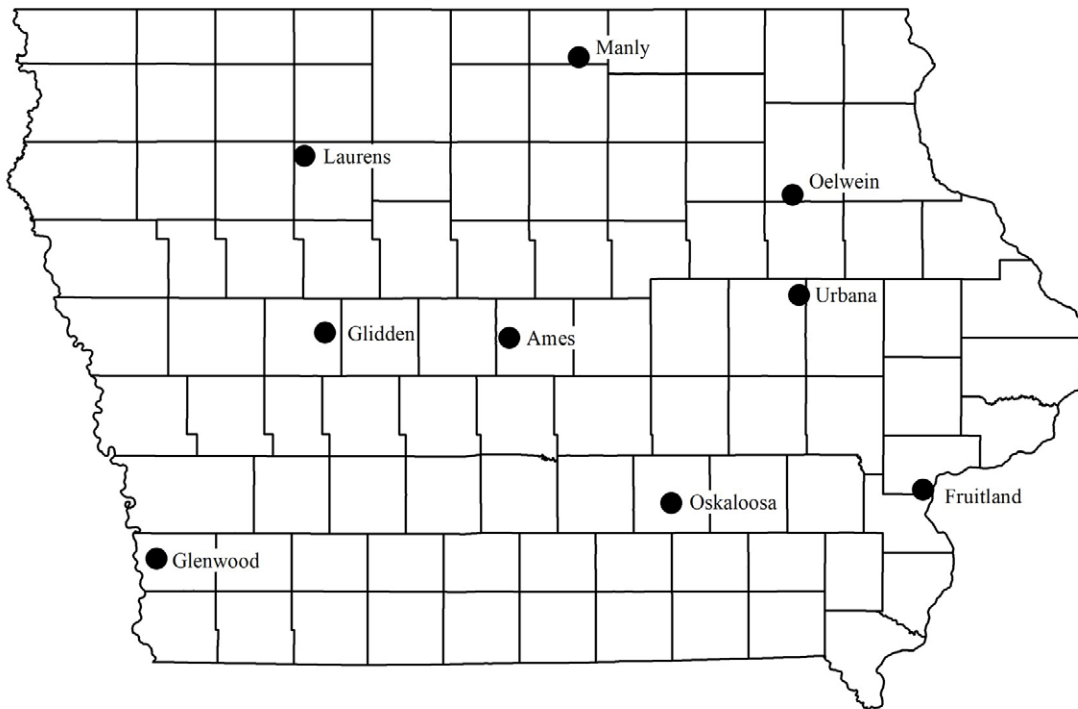 Manly
Laurens
Oelwein
Urbana
Glidden
Ames
Fruitland
Oskaloosa
Glenwood